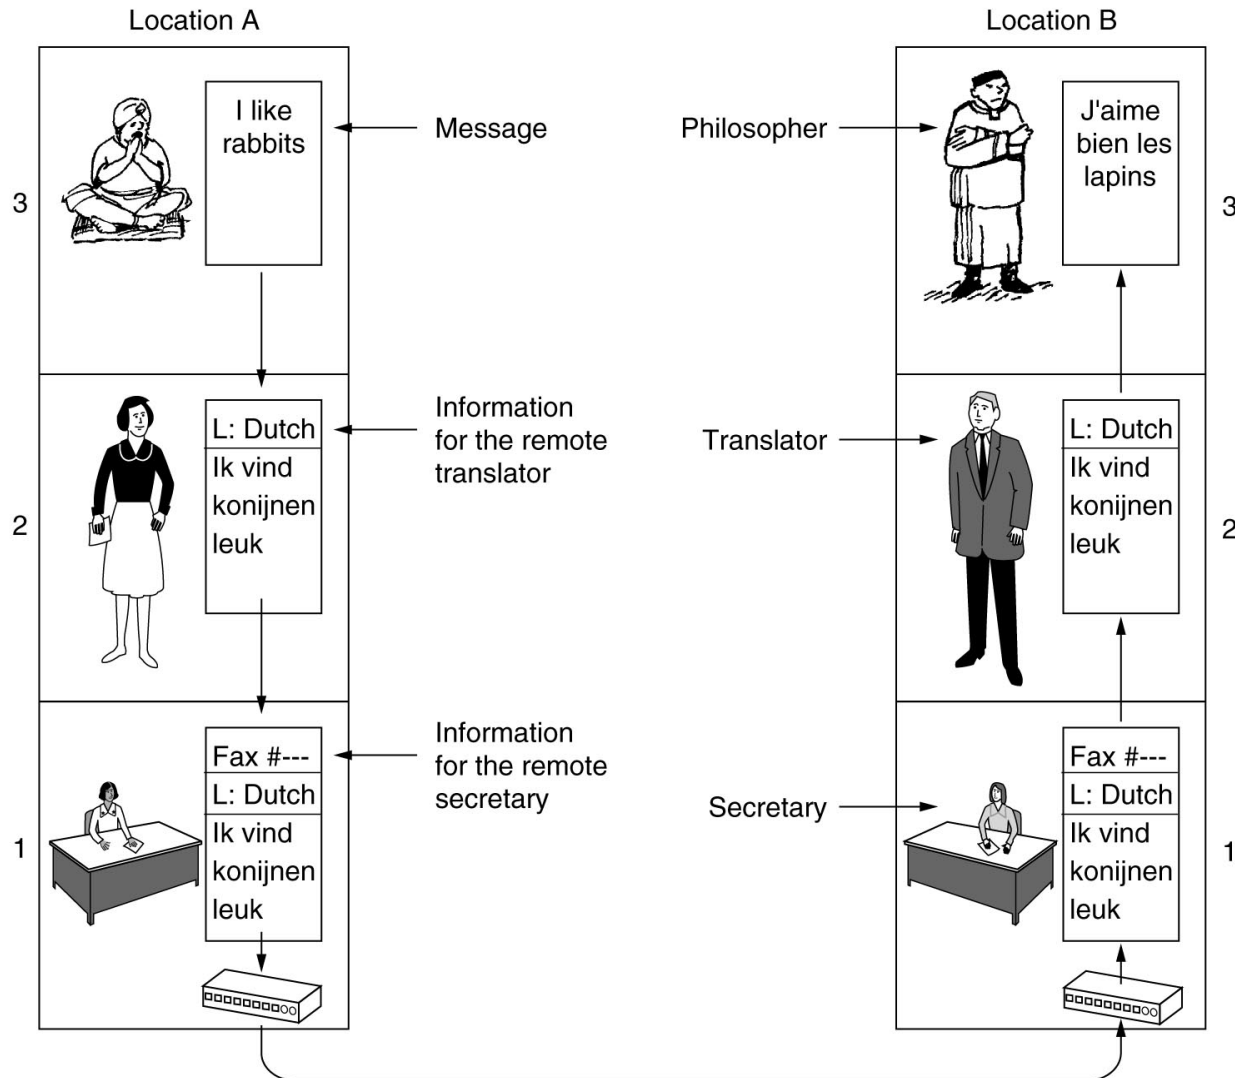 Location A
Location B
I like
rabbits
Message
Philosopher
J'aime
bien les
lapins
3
3
L: Dutch
Ik vind
konijnen
leuk
Information
for the remote
translator
Translator
L: Dutch
Ik vind
konijnen
leuk
2
2
Fax #---
L: Dutch
Ik vind
konijnen
leuk
Information
for the remote
secretary
Secretary
Fax #---
L: Dutch
Ik vind
konijnen
leuk
1
1